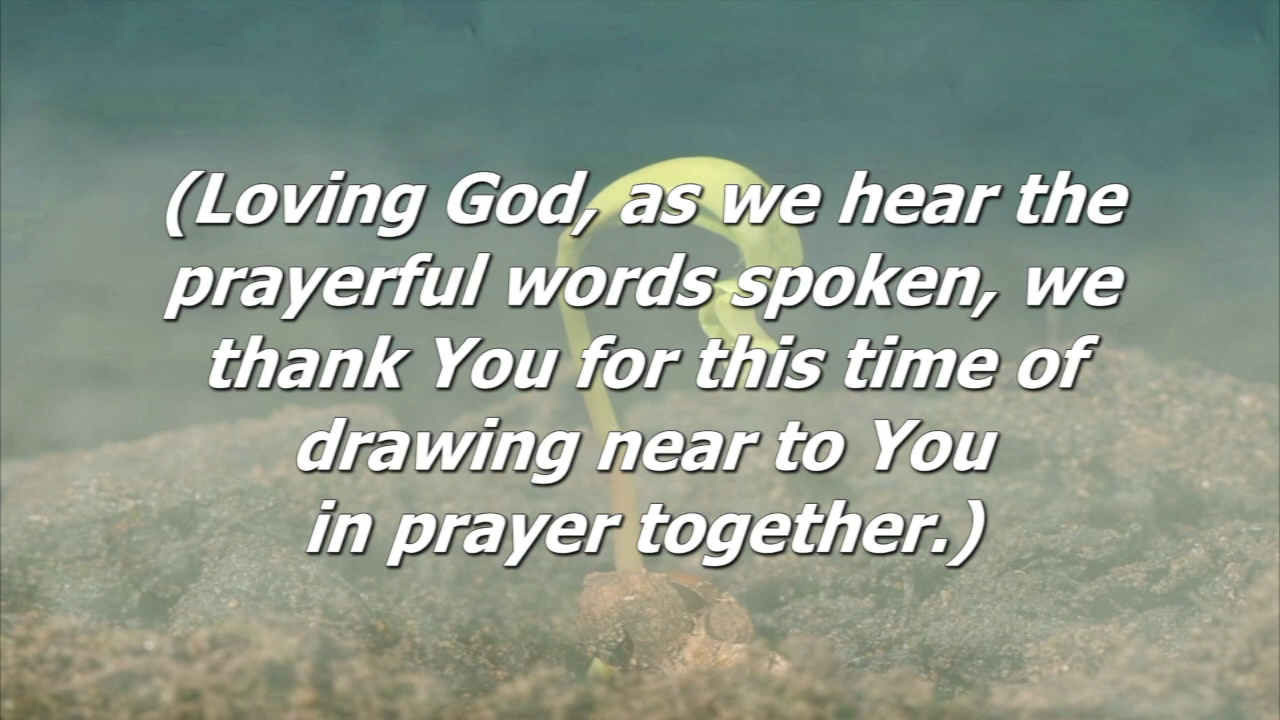 (Loving God, as we hear the
prayerful words spoken, we
thank You for this time of
drawing near to You
in prayer together.)